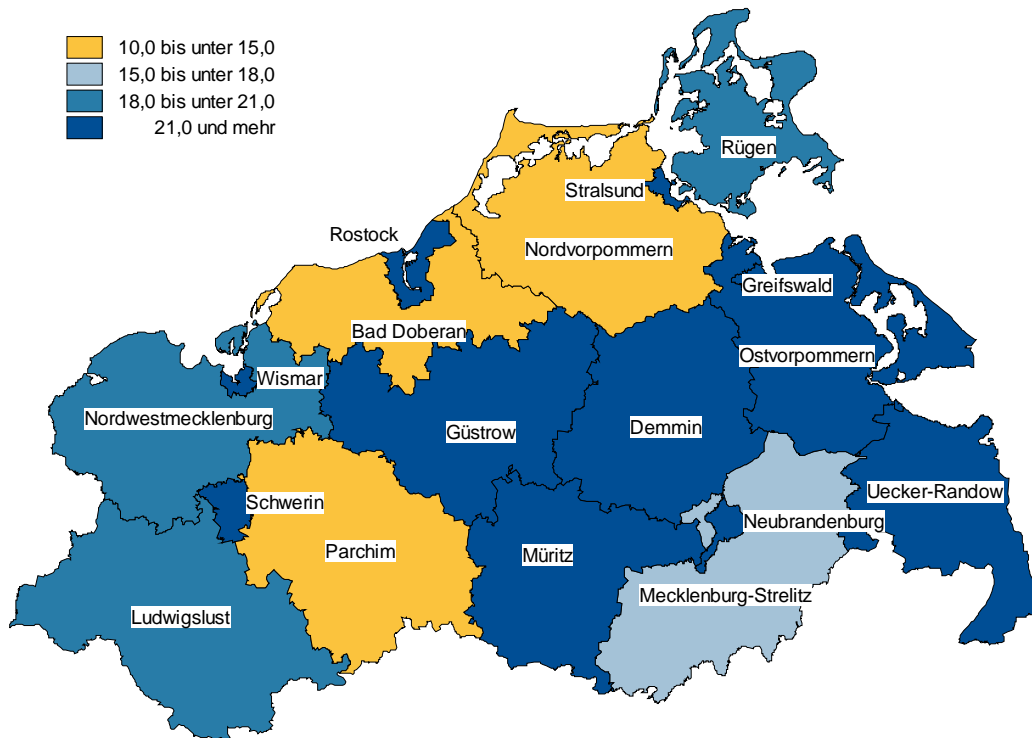 10,0 bis unter 15,0
15,0 bis unter 18,0
18,0 bis unter 21,0
21,0 und mehr
Rügen
Stralsund
Rostock
Nordvorpommern
Greifswald
Bad Doberan
Ostvorpommern
Wismar
Nordwestmecklenburg
Güstrow
Demmin
Uecker-Randow
Schwerin
Neubrandenburg
Parchim
Müritz
Mecklenburg-Strelitz
Ludwigslust